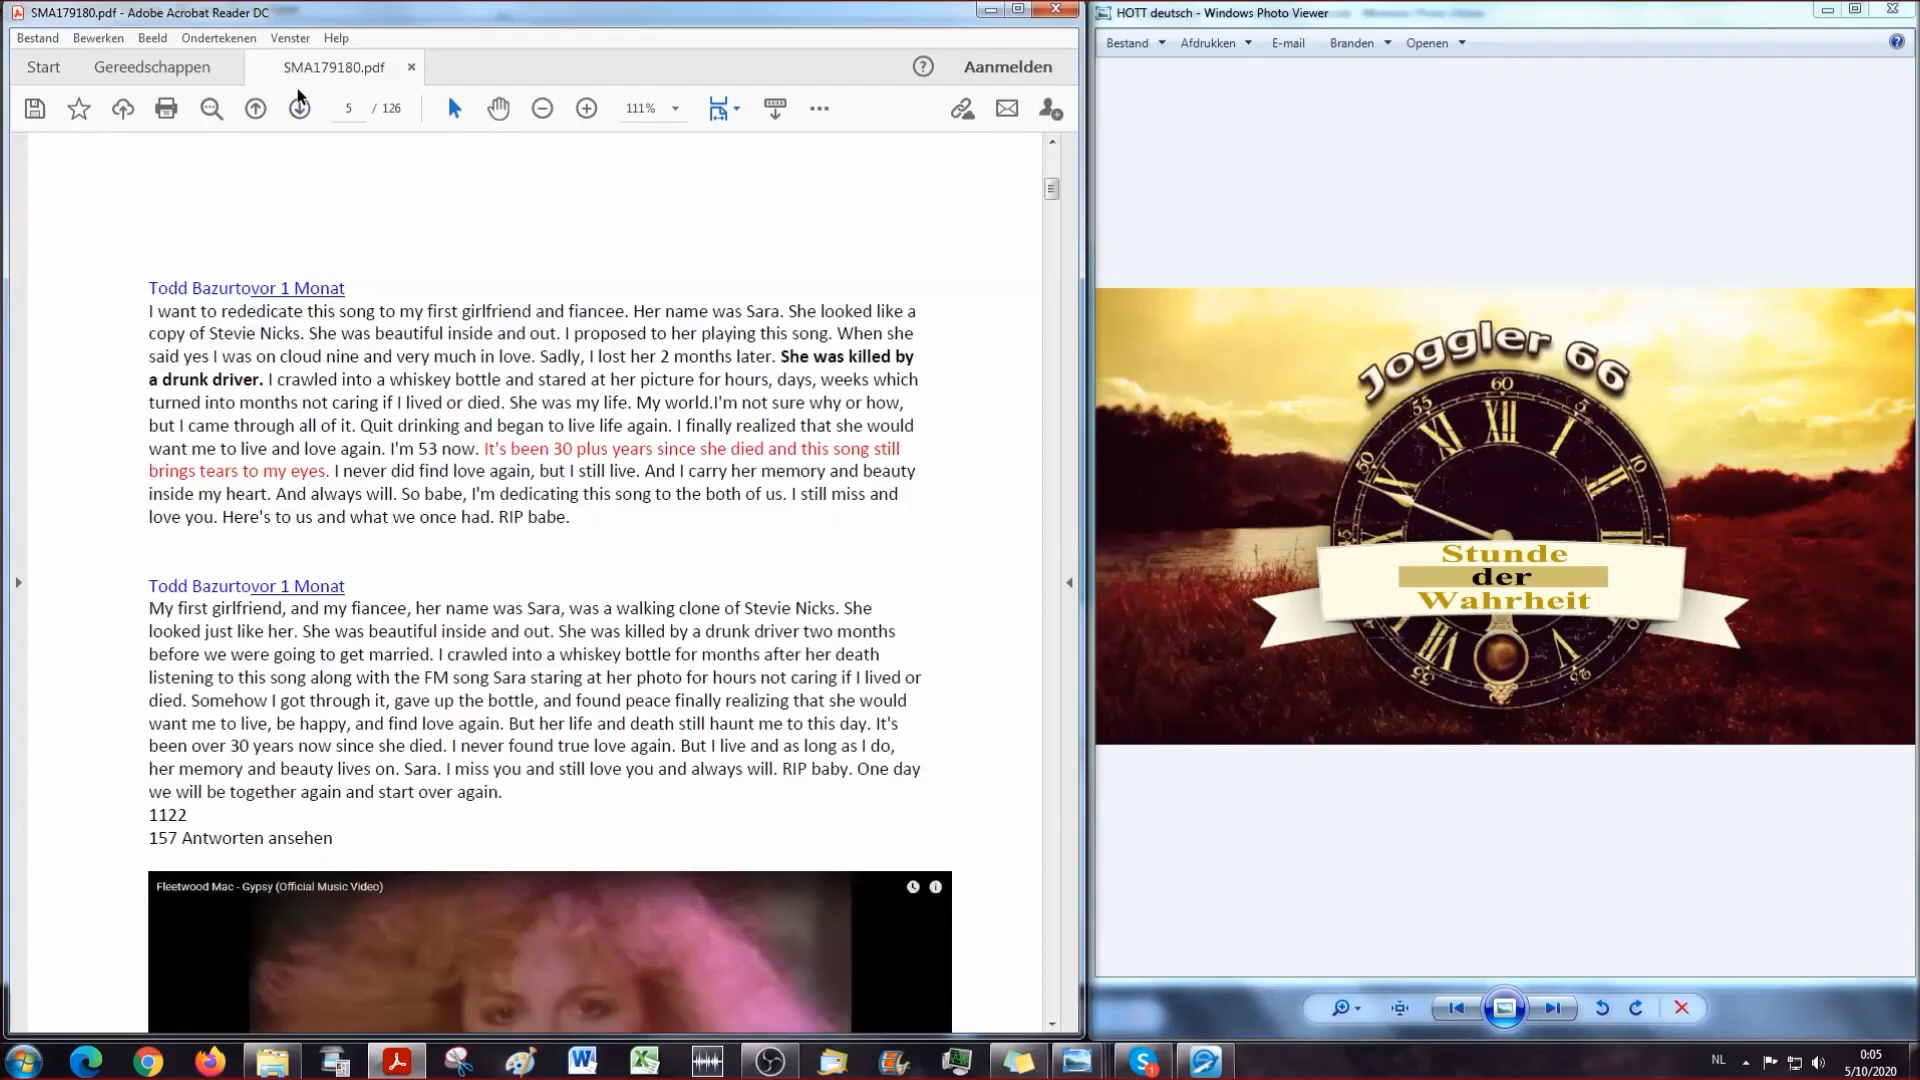 SMA179180.pdf - Adobe Acrobat Reader DC
Bestand Bewerken Beeld Ondertekenen Venster Help
Start Gereedschappen SMA179180.pdf × Aanmelden
5 / 126 111%
Todd Bazurtovor 1 Monat
I want to rededicate this song to my first girlfriend and fiancee. Her name was Sara. She looked like a
copy of Stevie Nicks. She was beautiful inside and out. I proposed to her playing this song. When she
said yes I was on cloud nine and very much in love. Sadly, I lost her 2 months later. She was killed by
a drunk driver. I crawled into a whiskey bottle and stared at her picture for hours, days, weeks which
turned into months not caring if I lived or died. She was my life. My world.I'm not sure why or how,
but I came through all of it. Quit drinking and began to live life again. I finally realized that she would
want me to live and love again. I'm 53 now. It's been 30 plus years since she died and this song still
brings tears to my eyes. I never did find love again, but I still live. And I carry her memory and beauty
inside my heart. And always will. So babe, I'm dedicating this song to the both of us. I still miss and
love you. Here's to us and what we once had. RIP babe.
Todd Bazurtovor 1 Monat
My first girlfriend, and my fiancee, her name was Sara, was a walking clone of Stevie Nicks. She
looked just like her. She was beautiful inside and out. She was killed by a drunk driver two months
before we were going to get married. I crawled into a whiskey bottle for months after her death
listening to this song along with the FM song Sara staring at her photo for hours not caring if I lived or
died. Somehow I got through it, gave up the bottle, and found peace finally realizing that she would
want me to live, be happy, and find love again. But her life and death still haunt me to this day. It's
been over 30 years now since she died. I never found true love again. But I live and as long as I do,
her memory and beauty lives on. Sara. I miss you and still love you and always will. RIP baby. One day
we will be together again and start over again.
1122
157 Antworten ansehen
Fleetwood Mac - Gypsy (Official Music Video)
HOTT deutsch - Windows Photo Viewer
Bestand Afdrukken E-mail Branden Openen
Joggler 66
60
55 XII 5
XI
50 10
X
Stunde
der
Wahrheit
NL
0:05
5/10/2020